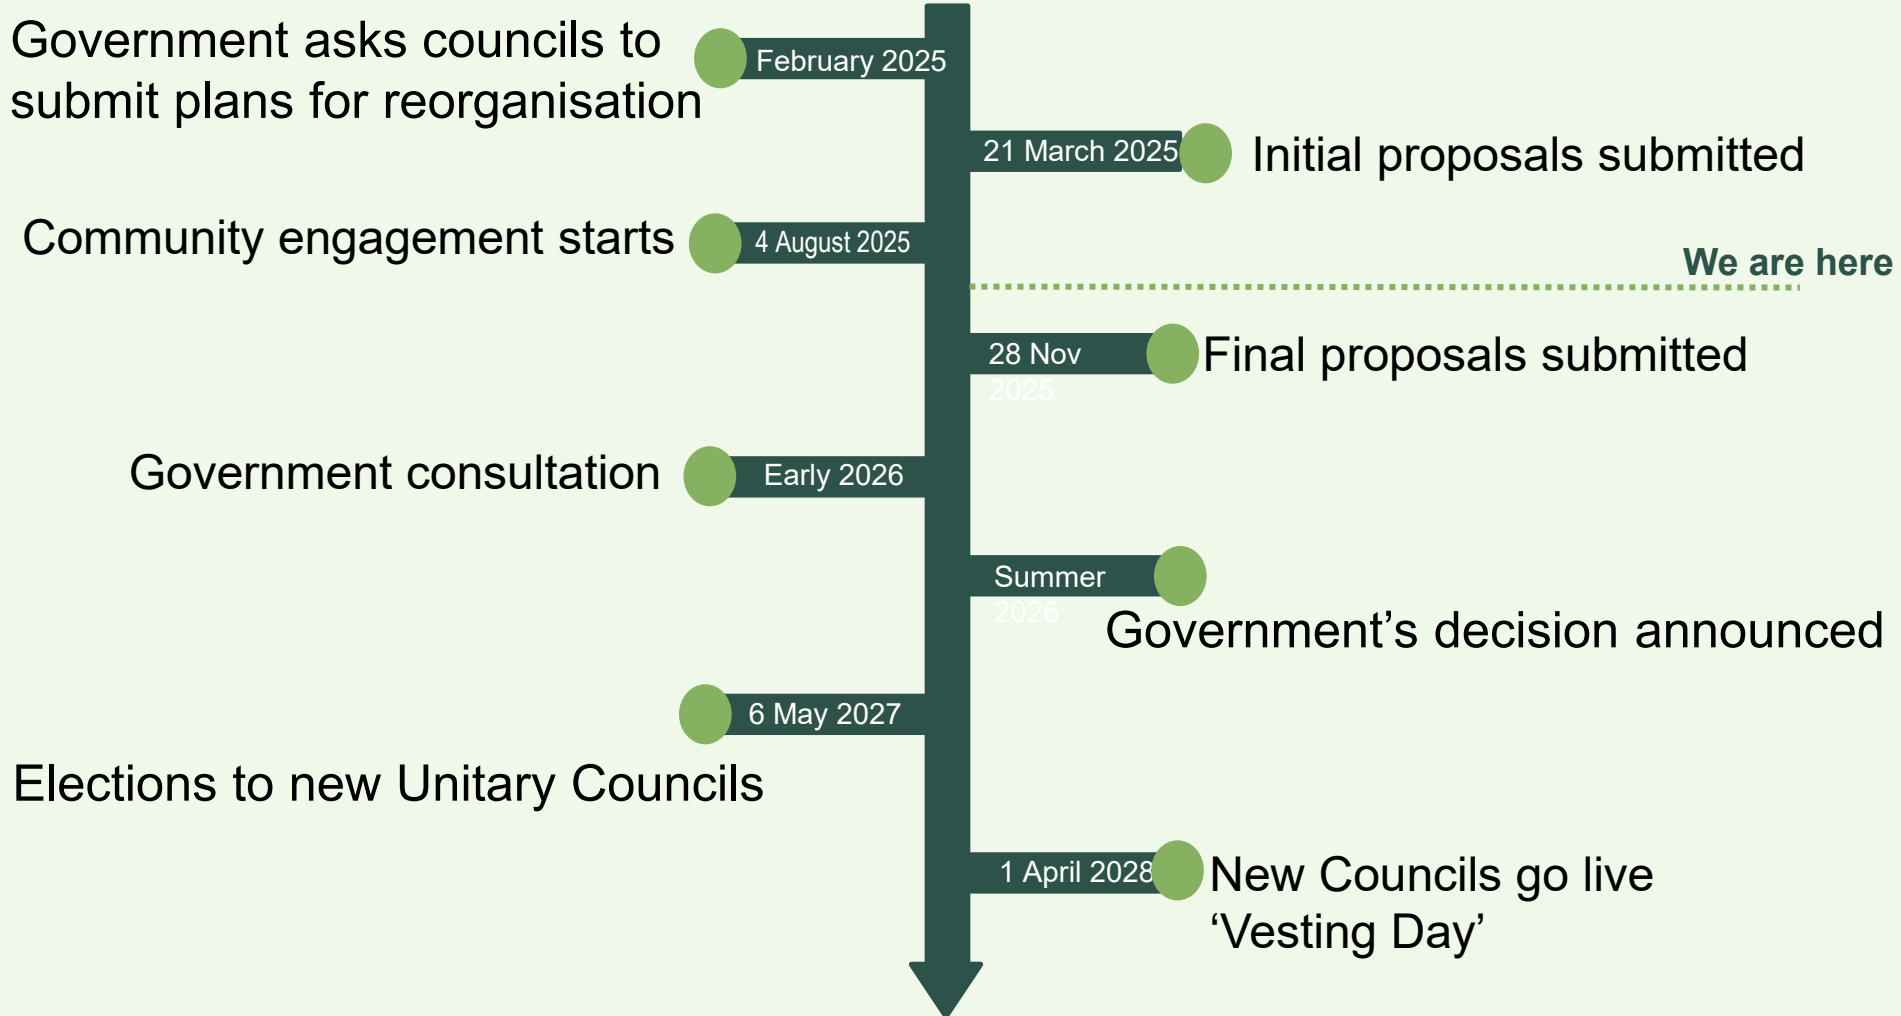 Government asks councils to
submit plans for reorganisation
February 2025
21 March 2025
Initial proposals submitted
Community engagement starts
4 August 2025
We are here
28 Nov
2025
Final proposals submitted
Government consultation
Early 2026
Summer
2026
Government’s decision announced
6 May 2027
Elections to new Unitary Councils
1 April 2028
New Councils go live
‘Vesting Day’